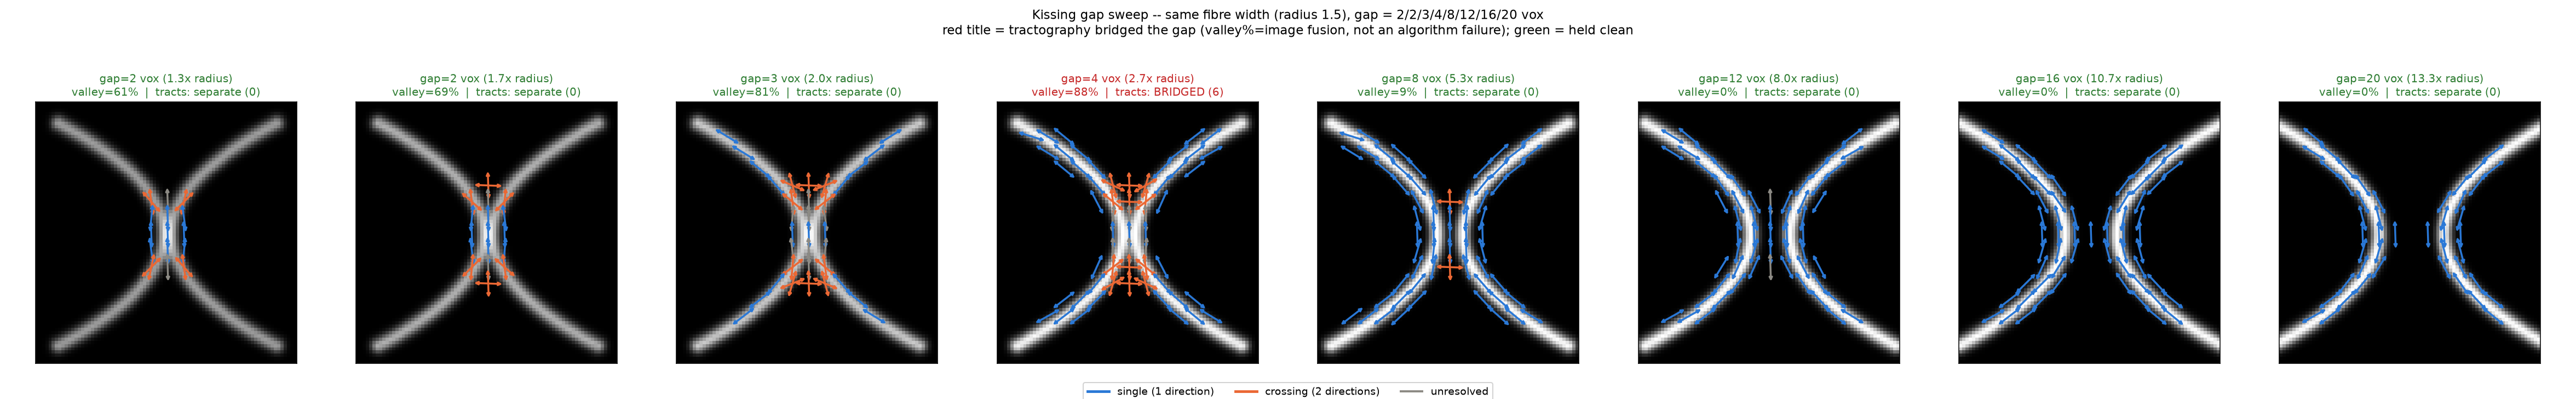 Kissing gap sweep -- same fibre width (radius 1.5), gap = 2/2/3/4/8/12/16/20 vox
red title = tractography bridged the gap (valley%=image fusion, not an algorithm failure); green = held clean
gap=2 vox (1.3x radius)
valley=61% | tracts: separate (0)
gap=2 vox (1.7x radius)
valley=69% | tracts: separate (0)
gap=3 vox (2.0x radius)
valley=81% | tracts: separate (0)
gap=4 vox (2.7x radius)
valley=88% | tracts: BRIDGED (6)
gap=8 vox (5.3x radius)
valley=9% | tracts: separate (0)
gap=12 vox (8.0x radius)
valley=0% | tracts: separate (0)
gap=16 vox (10.7x radius)
valley=0% | tracts: separate (0)
gap=20 vox (13.3x radius)
valley=0% | tracts: separate (0)
single (1 direction)
crossing (2 directions)
unresolved